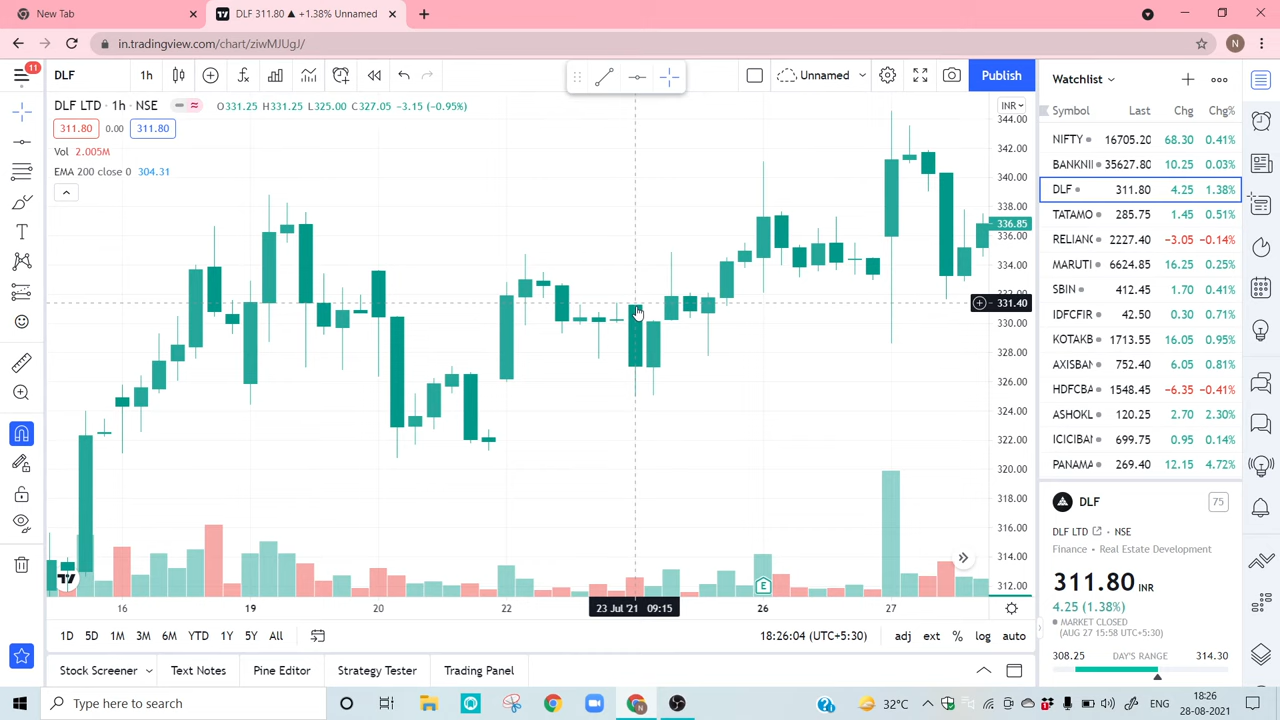 New Tab
DLF 311.80 ▲ +1.38% Unnamed
in.tradingview.com/chart/ziwMJUgJ/
N
11
DLF
1h
Unnamed
Publish
DLF LTD · 1h · NSE
O331.25 H331.25 L325.00 C327.05 −3.15 (−0.95%)
311.80 0.00 311.80
Vol 2.005M
EMA 200 close 0 304.31
INR
344.00
342.00
340.00
338.00
336.85
336.00
334.00
332.00
331.40
330.00
328.00
326.00
324.00
322.00
320.00
318.00
316.00
314.00
312.00
E
16
19
20
22
23 Jul '21 09:15
26
27
1D 5D 1M 3M 6M YTD 1Y 5Y All
18:26:04 (UTC+5:30)
adj ext % log auto
Stock Screener
Text Notes
Pine Editor
Strategy Tester
Trading Panel
Watchlist
Symbol Last Chg Chg%
NIFTY 16705.20 68.30 0.41%
BANKNII 35627.80 10.25 0.03%
DLF 311.80 4.25 1.38%
TATAMO 285.75 1.45 0.51%
RELIANC 2227.40 −3.05 −0.14%
MARUTI 6624.85 16.25 0.25%
SBIN 412.45 1.70 0.41%
IDFCFIR 42.50 0.30 0.71%
KOTAKB 1713.55 16.05 0.95%
AXISBAN 752.40 6.05 0.81%
HDFCBA 1548.45 −6.35 −0.41%
ASHOKL 120.25 2.70 2.30%
ICICIBAI 699.75 0.95 0.14%
PANAMA 269.40 12.15 4.72%
DLF
75
DLF LTD · NSE
Finance · Real Estate Development
311.80 INR
4.25 (1.38%)
MARKET CLOSED
(AUG 27 15:58 UTC+5:30)
308.25 DAY'S RANGE 314.30
Type here to search
32°C
ENG
18:26
28-08-2021